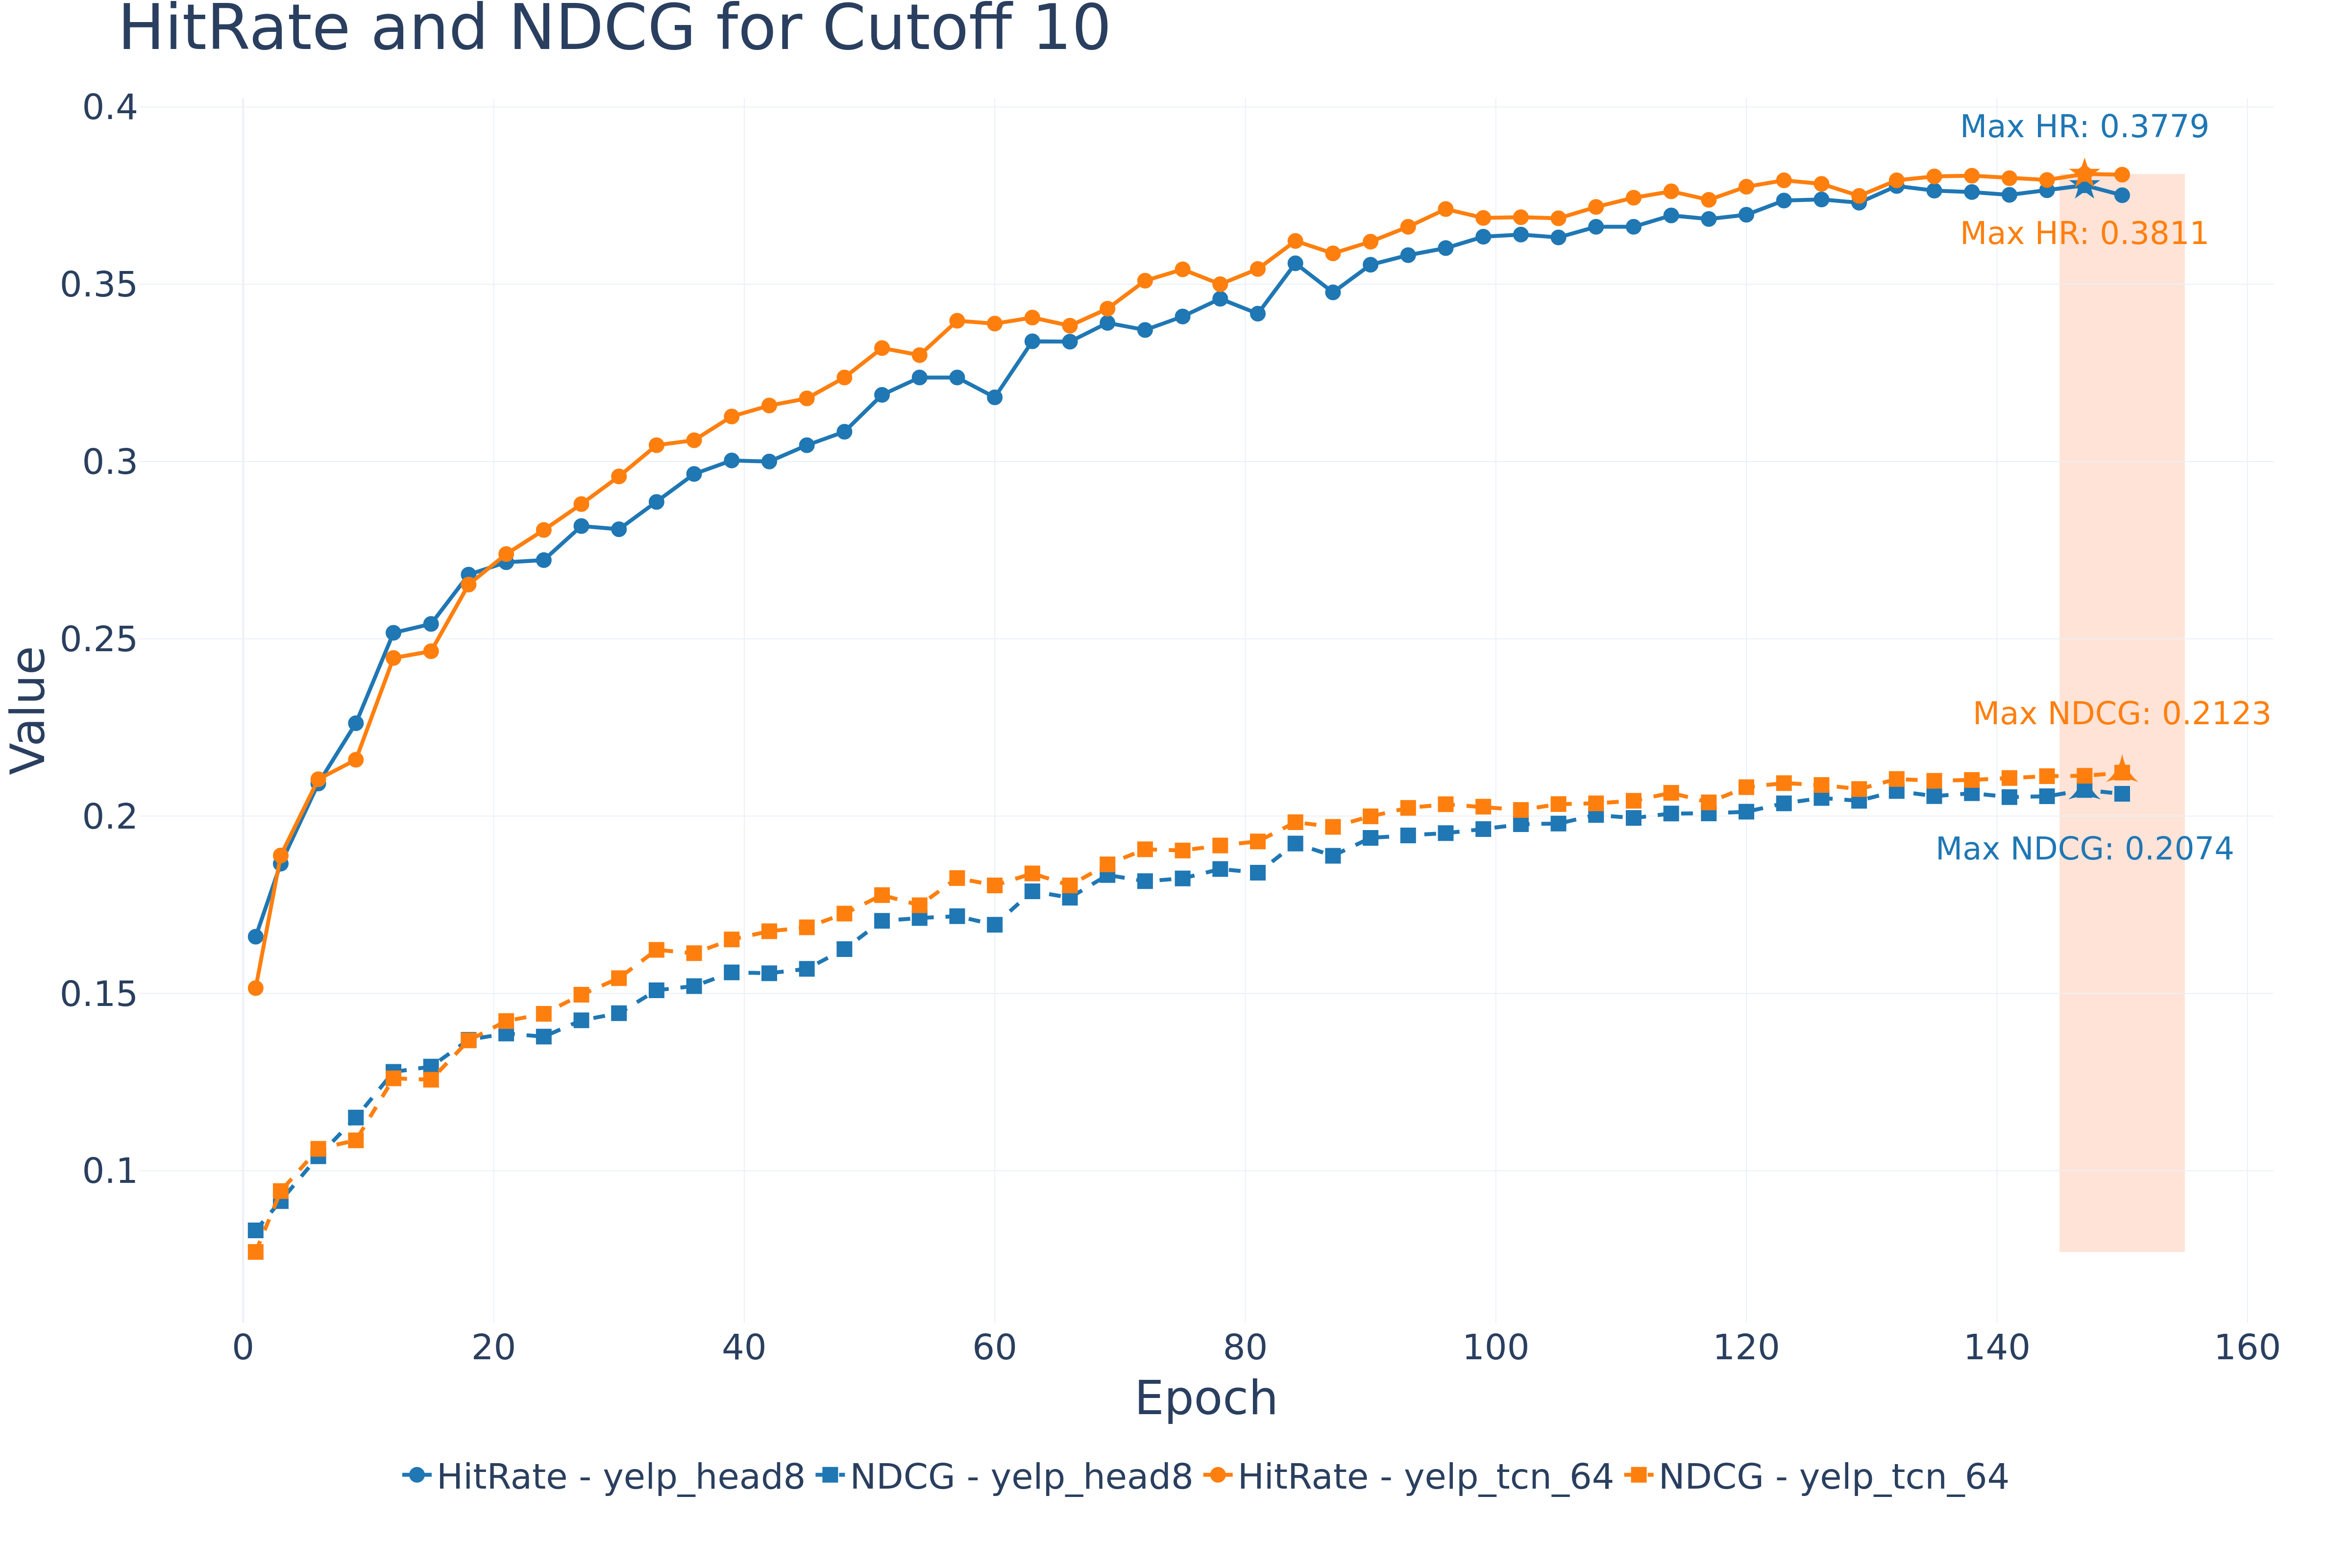 HitRate and NDCG for Cutoff 10
0.4
0.35
0.3
0.25
0.2
0.15
0.1
Value
Max HR: 0.3779
Max HR: 0.3811
Max NDCG: 0.2123
Max NDCG: 0.2074
0 20 40 60 80 100 120 140 160
Epoch
HitRate - yelp_head8 NDCG - yelp_head8 HitRate - yelp_tcn_64 NDCG - yelp_tcn_64